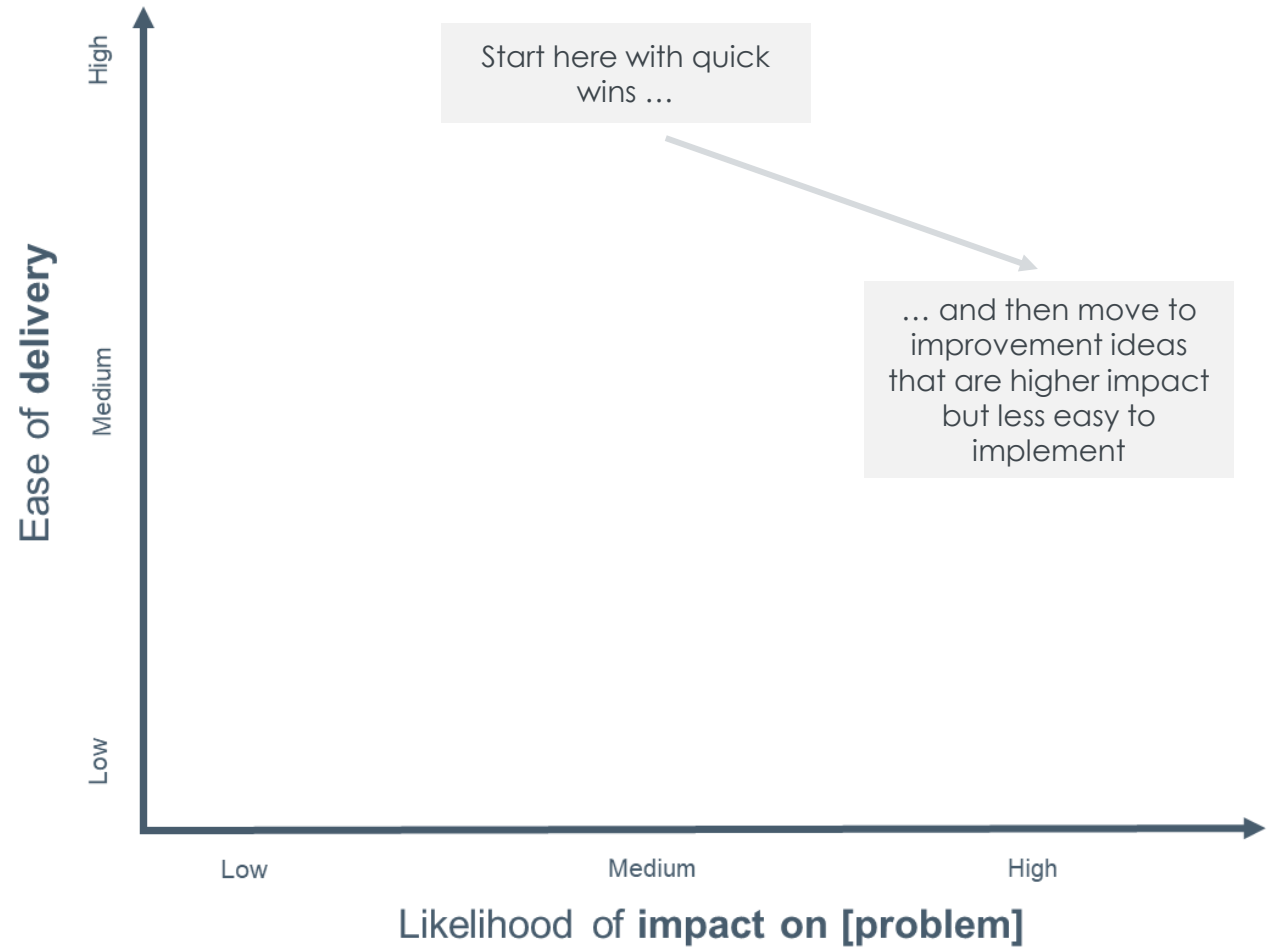 Start here with quick
wins …
… and then move to
improvement ideas
that are higher impact
but less easy to
implement
Ease of delivery
High
Medium
Low
Low
Medium
High
Likelihood of impact on [problem]